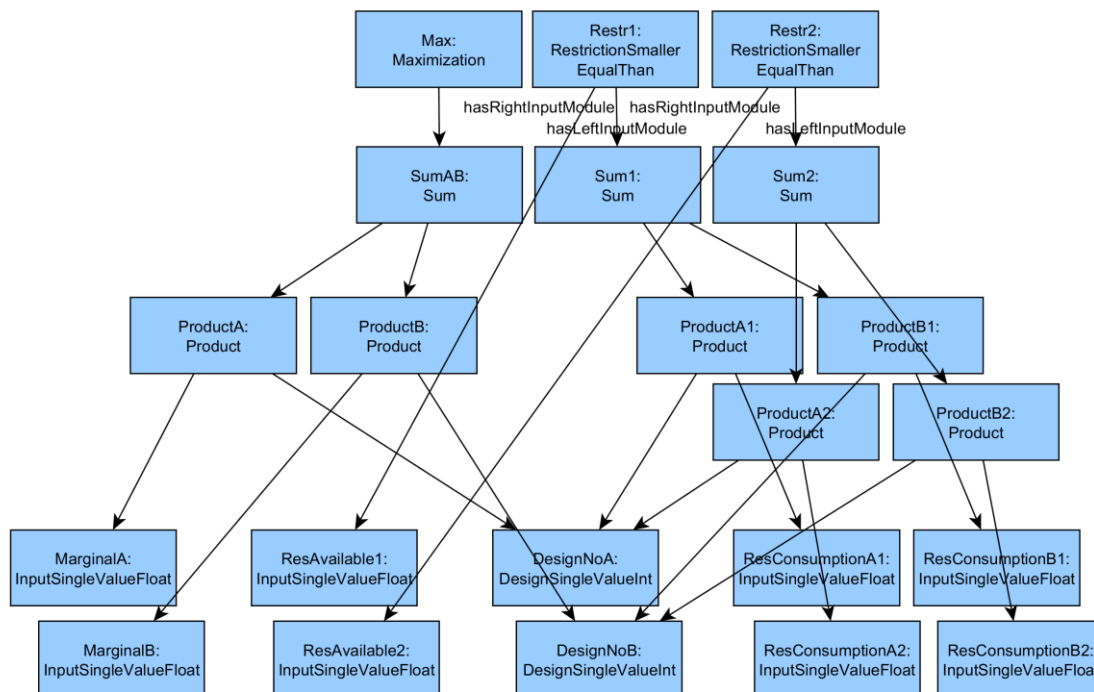 Max:
Maximization
Restr1:
RestrictionSmaller
EqualThan
Restr2:
RestrictionSmaller
EqualThan
hasRightInputModule
hasRightInputModule
hasLeftInputModule
hasLeftInputModule
SumAB:
Sum
Sum1:
Sum
Sum2:
Sum
ProductA:
Product
ProductB:
Product
ProductA1:
Product
ProductB1:
Product
ProductA2:
Product
ProductB2:
Product
MarginalA:
InputSingleValueFloat
ResAvailable1:
InputSingleValueFloat
DesignNoA:
DesignSingleValueInt
ResConsumptionA1:
InputSingleValueFloat
ResConsumptionB1:
InputSingleValueFloat
MarginalB:
InputSingleValueFloat
ResAvailable2:
InputSingleValueFloat
DesignNoB:
DesignSingleValueInt
ResConsumptionA2:
InputSingleValueFloat
ResConsumptionB2:
InputSingleValueFloat